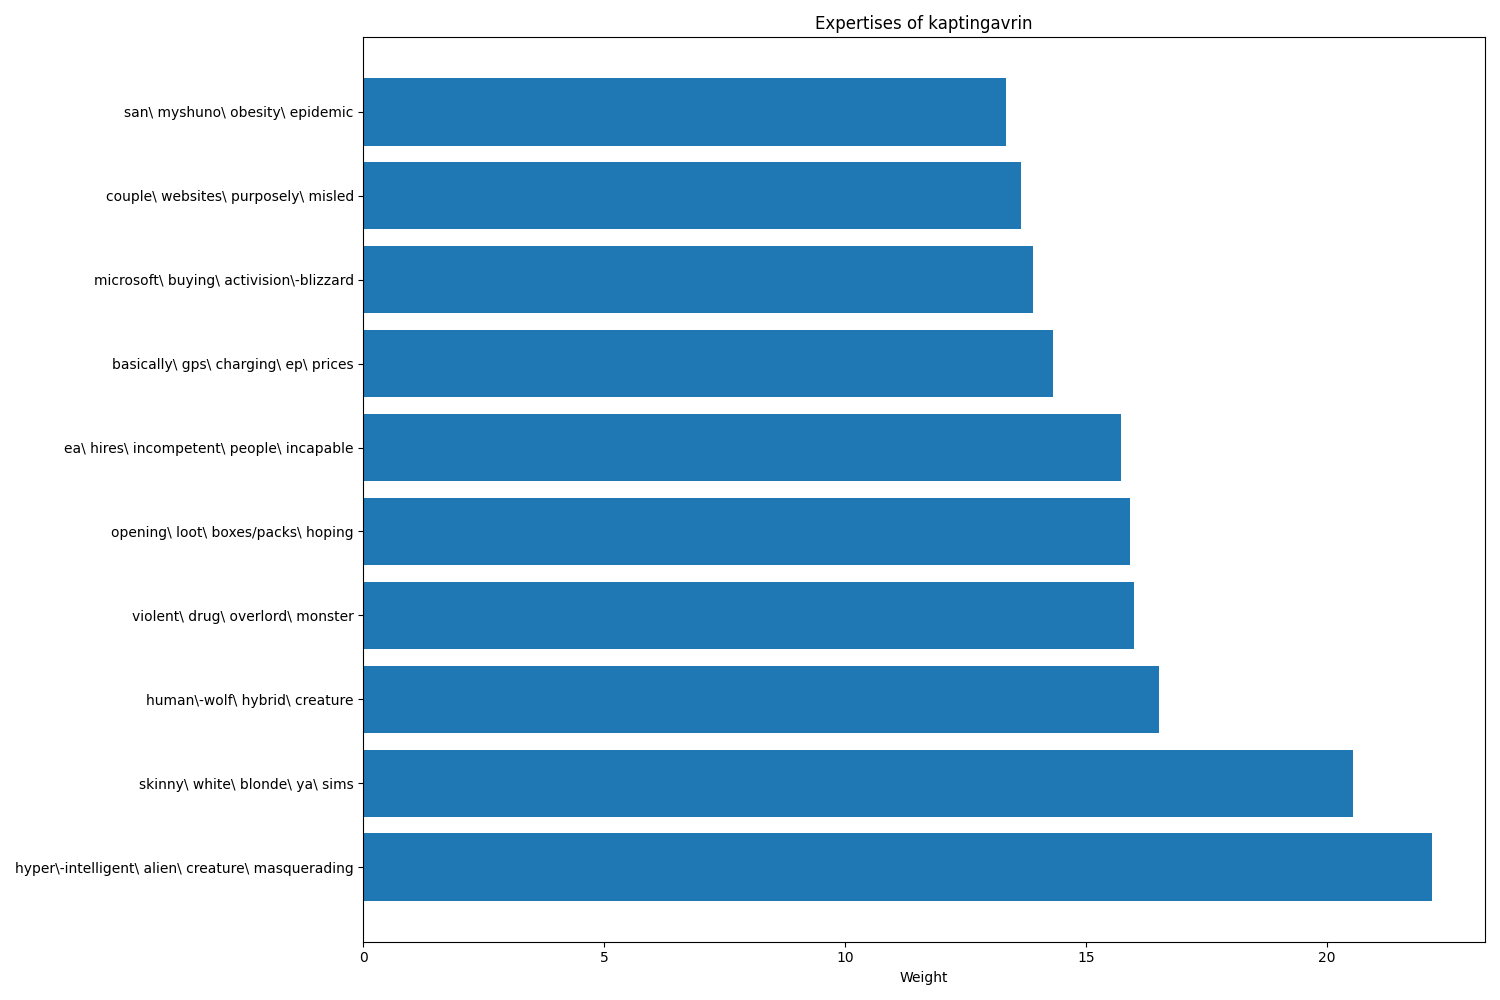 Expertises of kaptingavrin
san\ myshuno\ obesity\ epidemic
couple\ websites\ purposely\ misled
microsoft\ buying\ activision\-blizzard
basically\ gps\ charging\ ep\ prices
ea\ hires\ incompetent\ people\ incapable
opening\ loot\ boxes/packs\ hoping
violent\ drug\ overlord\ monster
human\-wolf\ hybrid\ creature
skinny\ white\ blonde\ ya\ sims
hyper\-intelligent\ alien\ creature\ masquerading
0 5 10 15 20
Weight